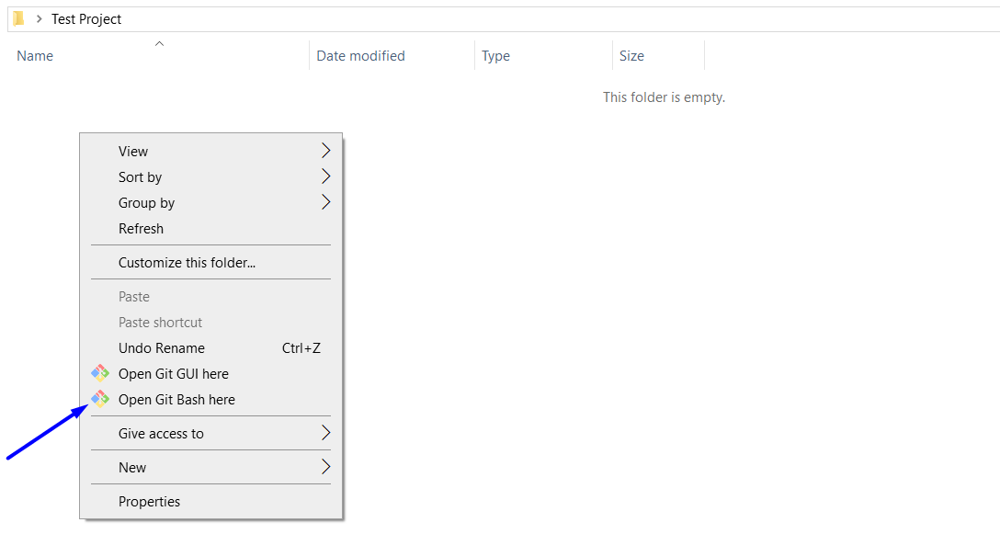 Test Project
Name Date modified Type Size
This folder is empty.
View
Sort by
Group by
Refresh
Customize this folder...
Paste
Paste shortcut
Undo Rename Ctrl+Z
Open Git GUI here
Open Git Bash here
Give access to
New
Properties